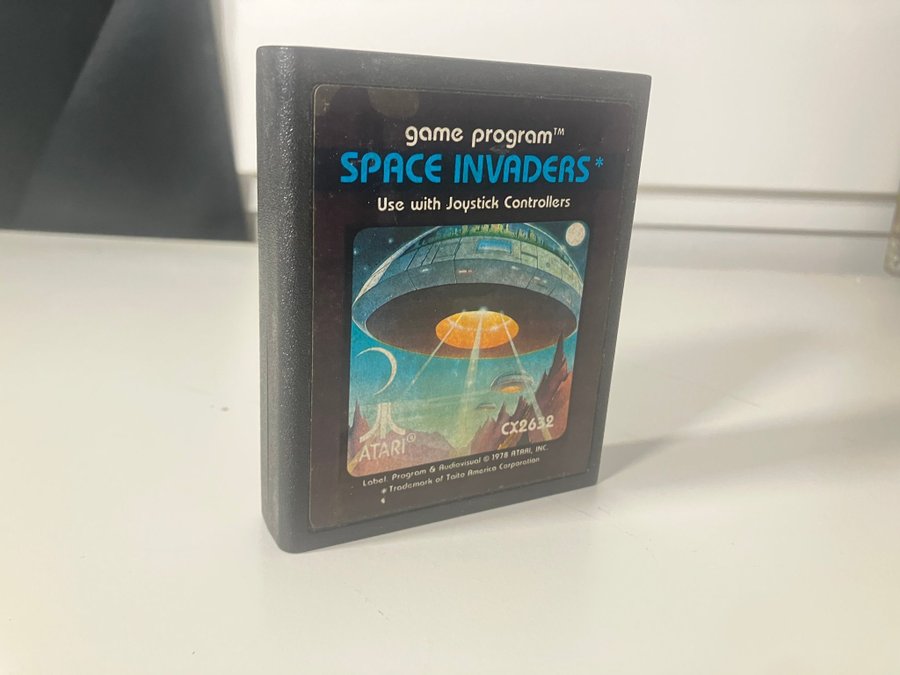 game program™
SPACE INVADERS*
Use with Joystick Controllers
ATARI®
CX2632
Label, Program & Audiovisual © 1978 ATARI, INC.
* Trademark of Taito America Corporation